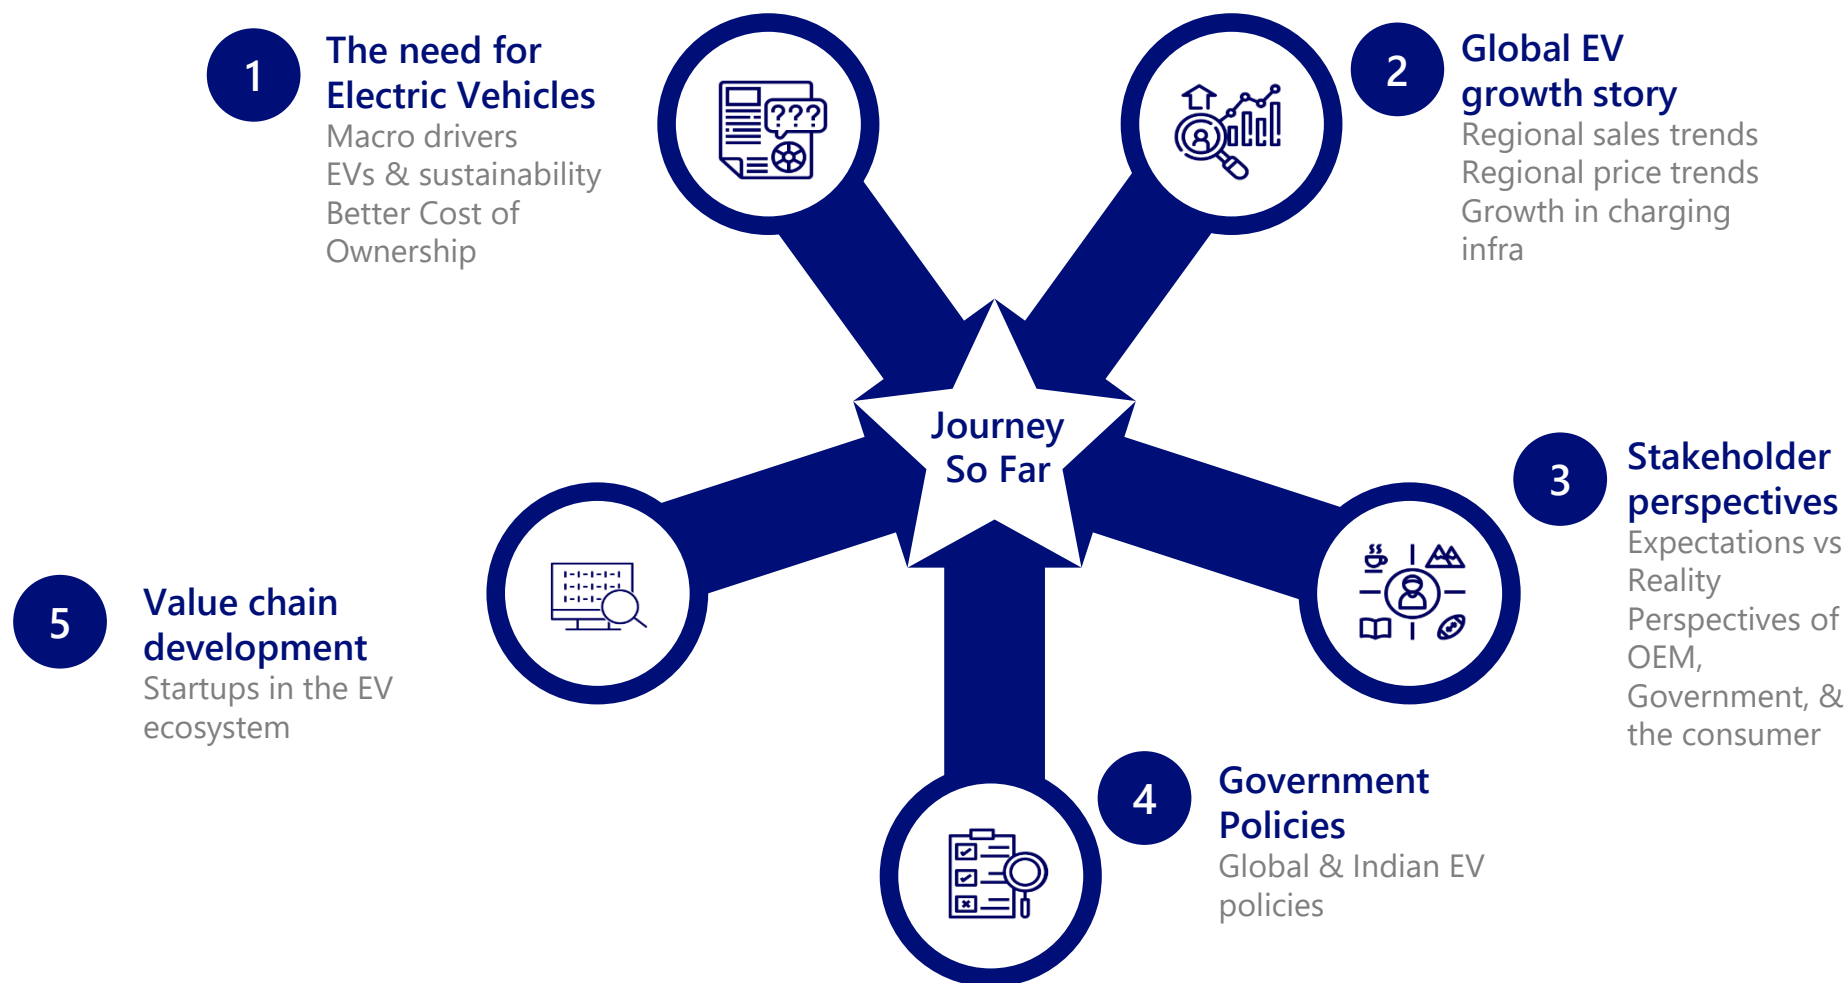 1
The need for
Electric Vehicles
Macro drivers
EVs & sustainability
Better Cost of
Ownership
???
2
Global EV
growth story
Regional sales trends
Regional price trends
Growth in charging
infra
Journey
So Far
3
Stakeholder
perspectives
Expectations vs
Reality
Perspectives of
OEM,
Government, &
the consumer
4
Government
Policies
Global & Indian EV
policies
5
Value chain
development
Startups in the EV
ecosystem